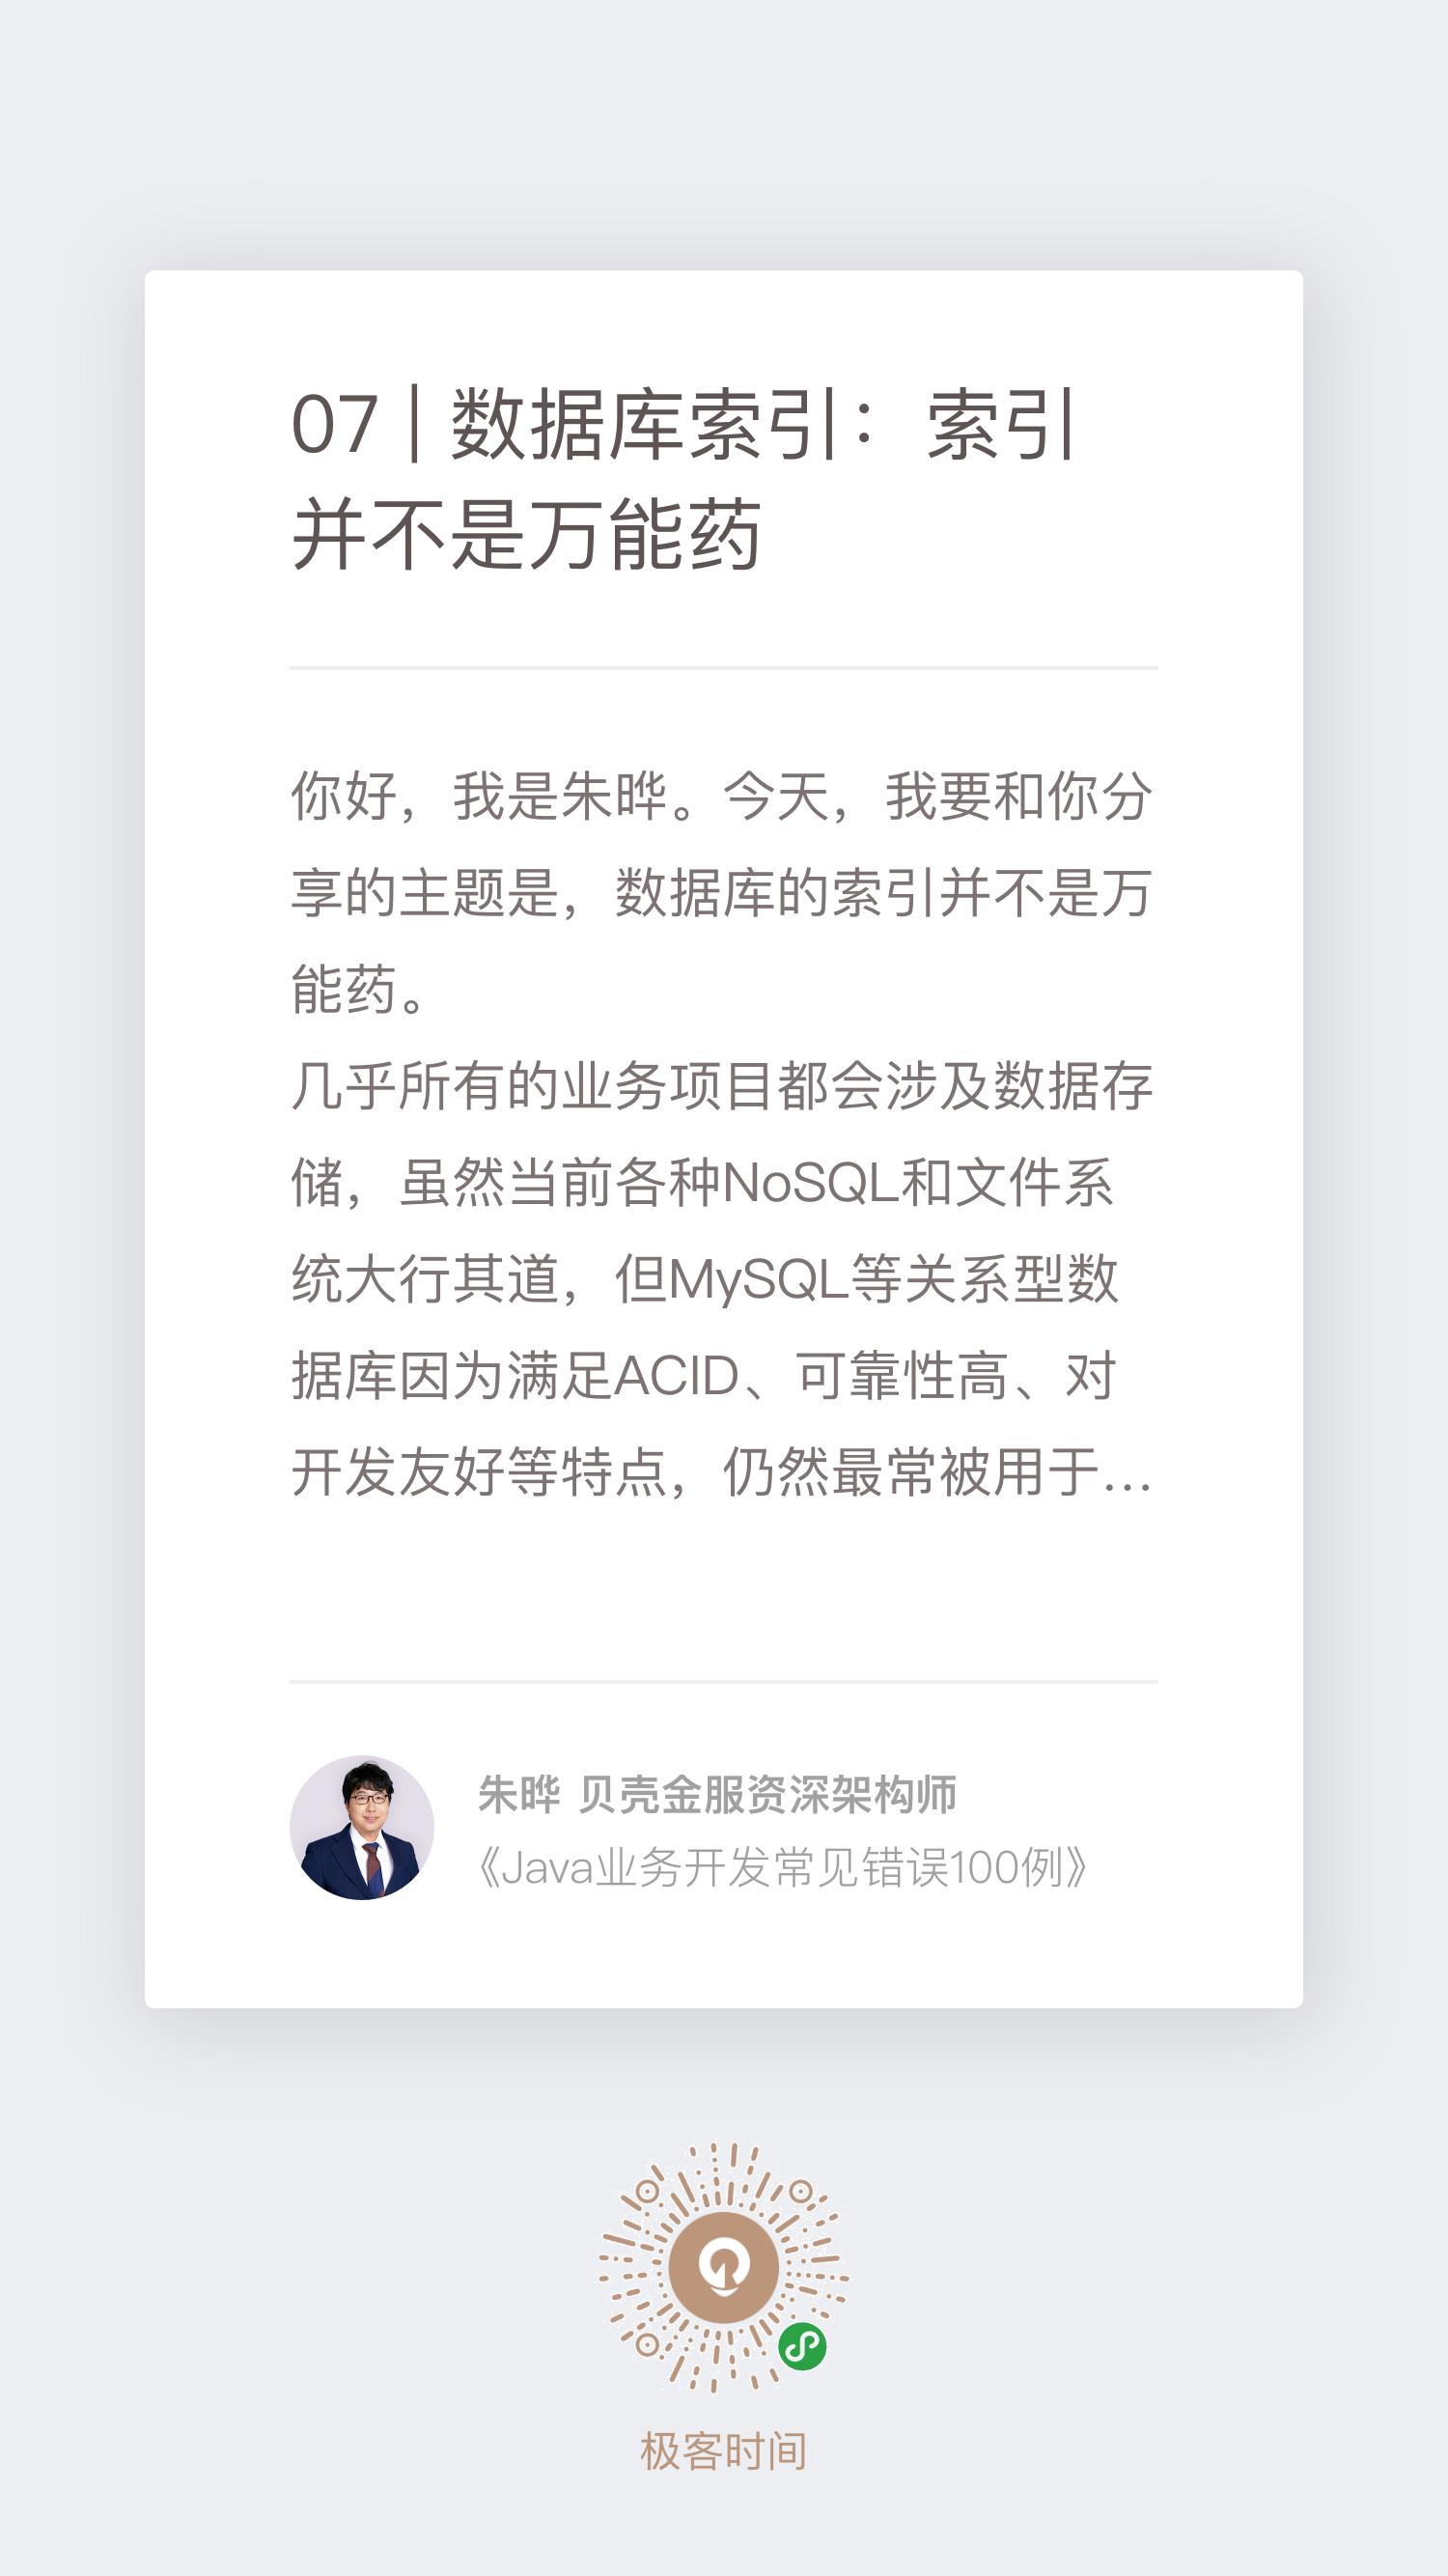 07 | 数据库索引：索引
并不是万能药
你好，我是朱晔。今天，我要和你分
享的主题是，数据库的索引并不是万
能药。
几乎所有的业务项目都会涉及数据存
储，虽然当前各种NoSQL和文件系
统大行其道，但MySQL等关系型数
据库因为满足ACID、可靠性高、对
开发友好等特点，仍然最常被用于...
朱晔 贝壳金服资深架构师
《Java业务开发常见错误100例》
极客时间